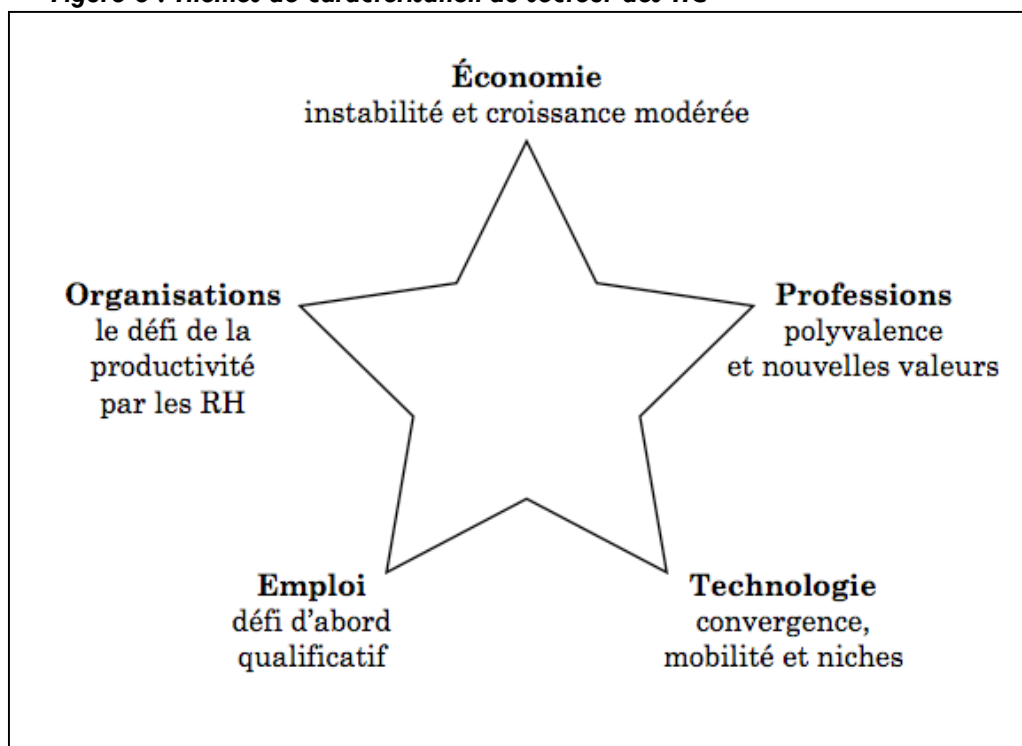 Économie
instabilité et croissance modérée
Organisations
le défi de la
productivité
par les RH
Professions
polyvalence
et nouvelles valeurs
Emploi
défi d'abord
qualificatif
Technologie
convergence,
mobilité et niches